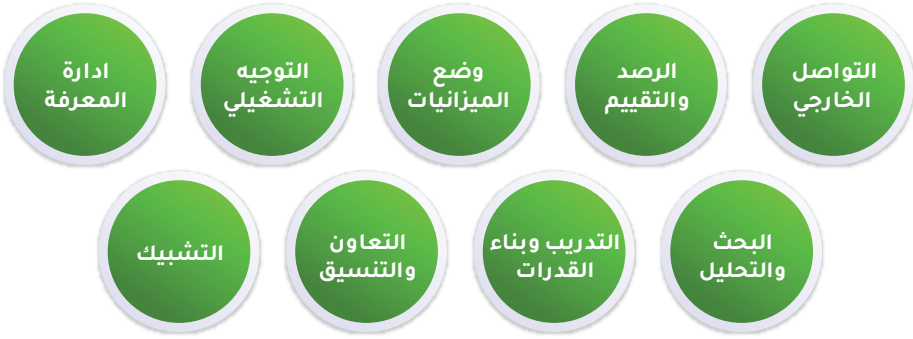 التواصل
الخارجي
الرصد
والتقييم
وضع
الميزانيات
التوجيه
التشغيلي
ادارة
المعرفة
البحث
والتحليل
التدريب وبناء
القدرات
التعاون
والتنسيق
التشبيك